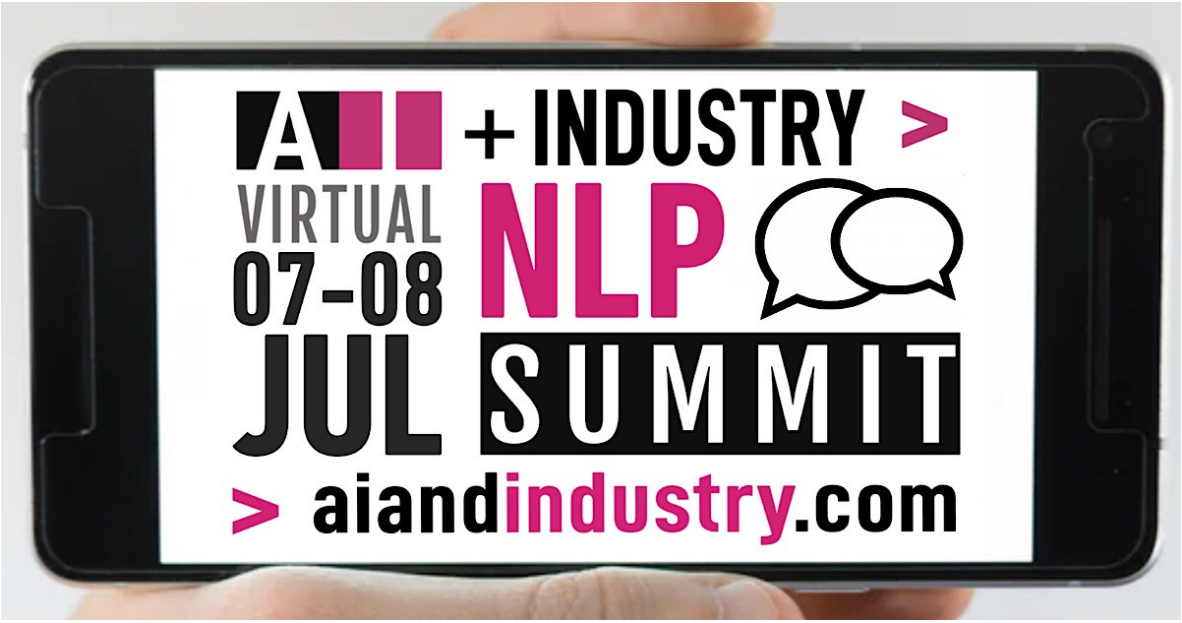 AI + INDUSTRY >
VIRTUAL
07-08
JUL
NLP
SUMMIT
> aiandindustry.com